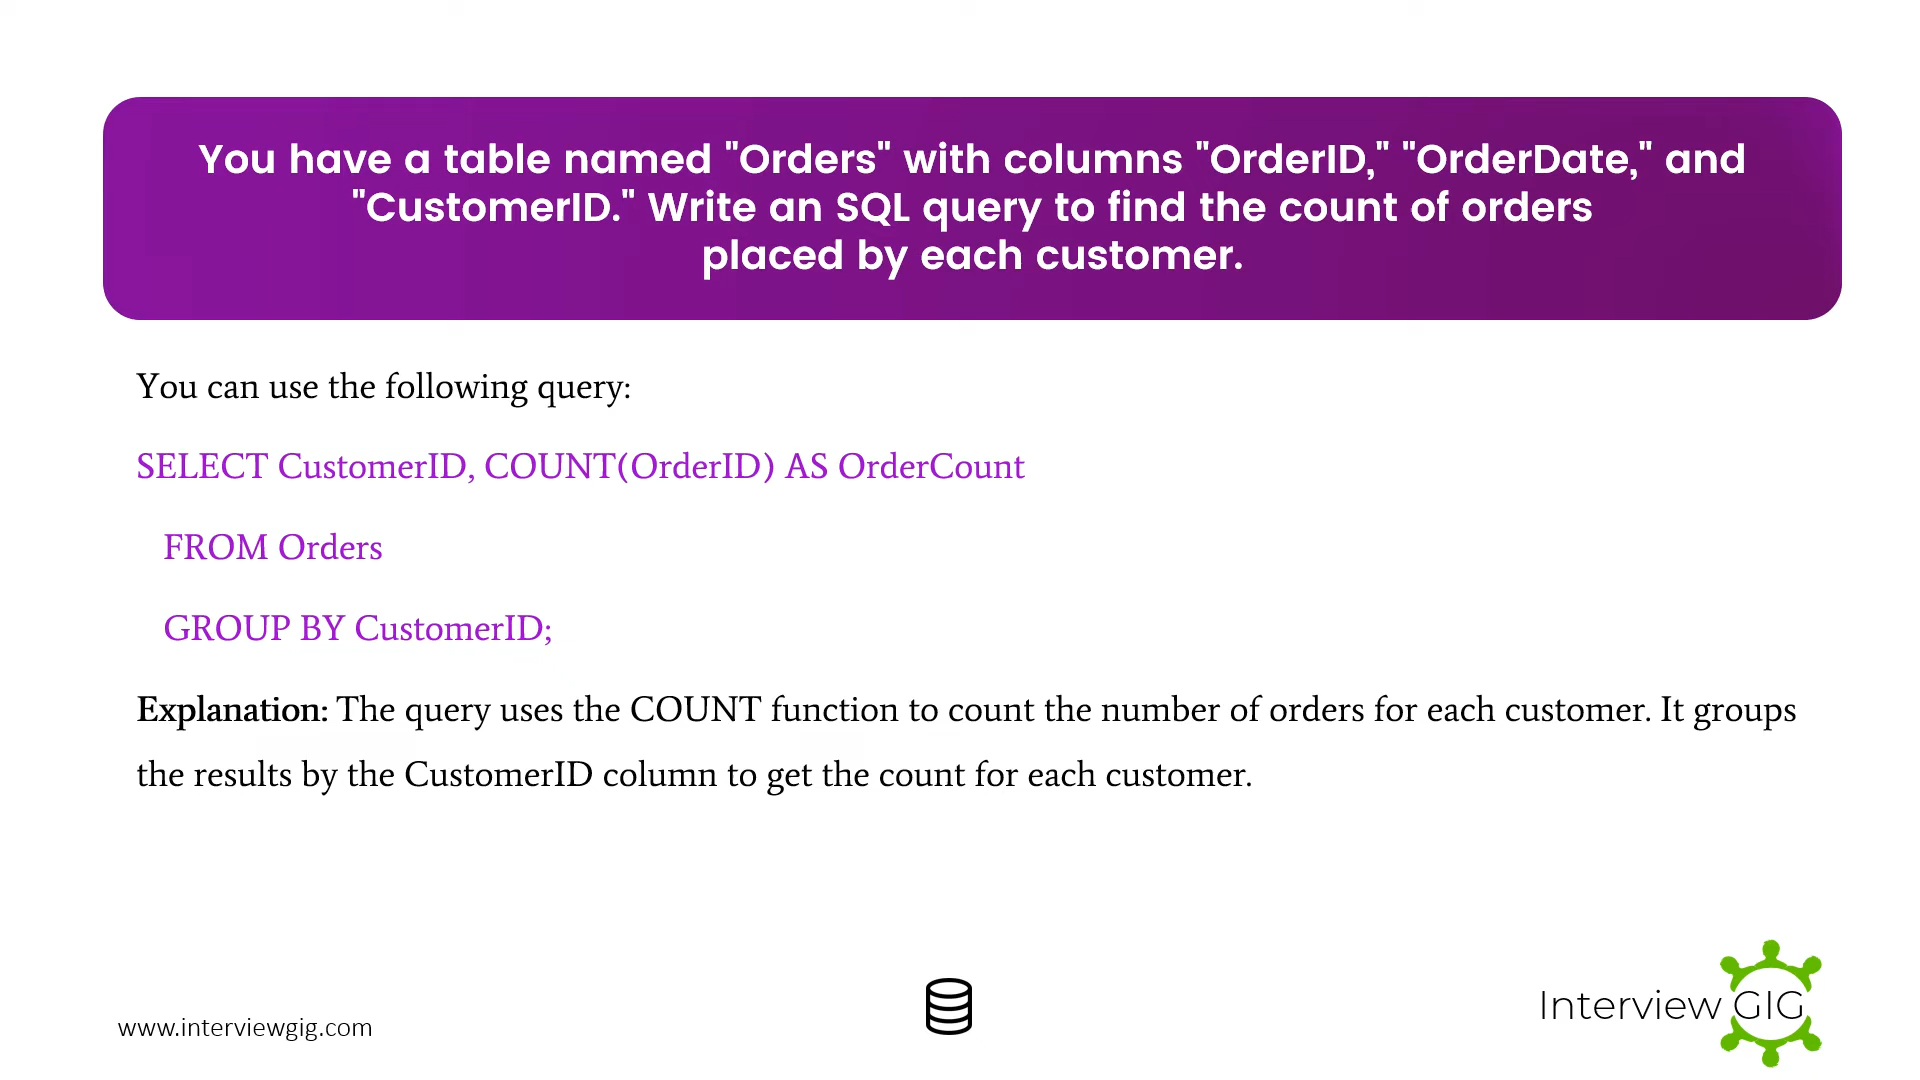 You have a table named "Orders" with columns "OrderID," "OrderDate," and
"CustomerID." Write an SQL query to find the count of orders
placed by each customer.
You can use the following query:
SELECT CustomerID, COUNT(OrderID) AS OrderCount
FROM Orders
GROUP BY CustomerID;
Explanation: The query uses the COUNT function to count the number of orders for each customer. It groups
the results by the CustomerID column to get the count for each customer.
www.interviewgig.com
Interview GIG